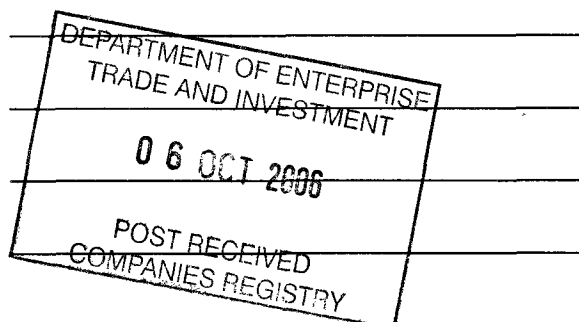 DEPARTMENT OF ENTERPRISE
TRADE AND INVESTMENT
06 OCT 2006
POST RECEIVED
COMPANIES REGISTRY